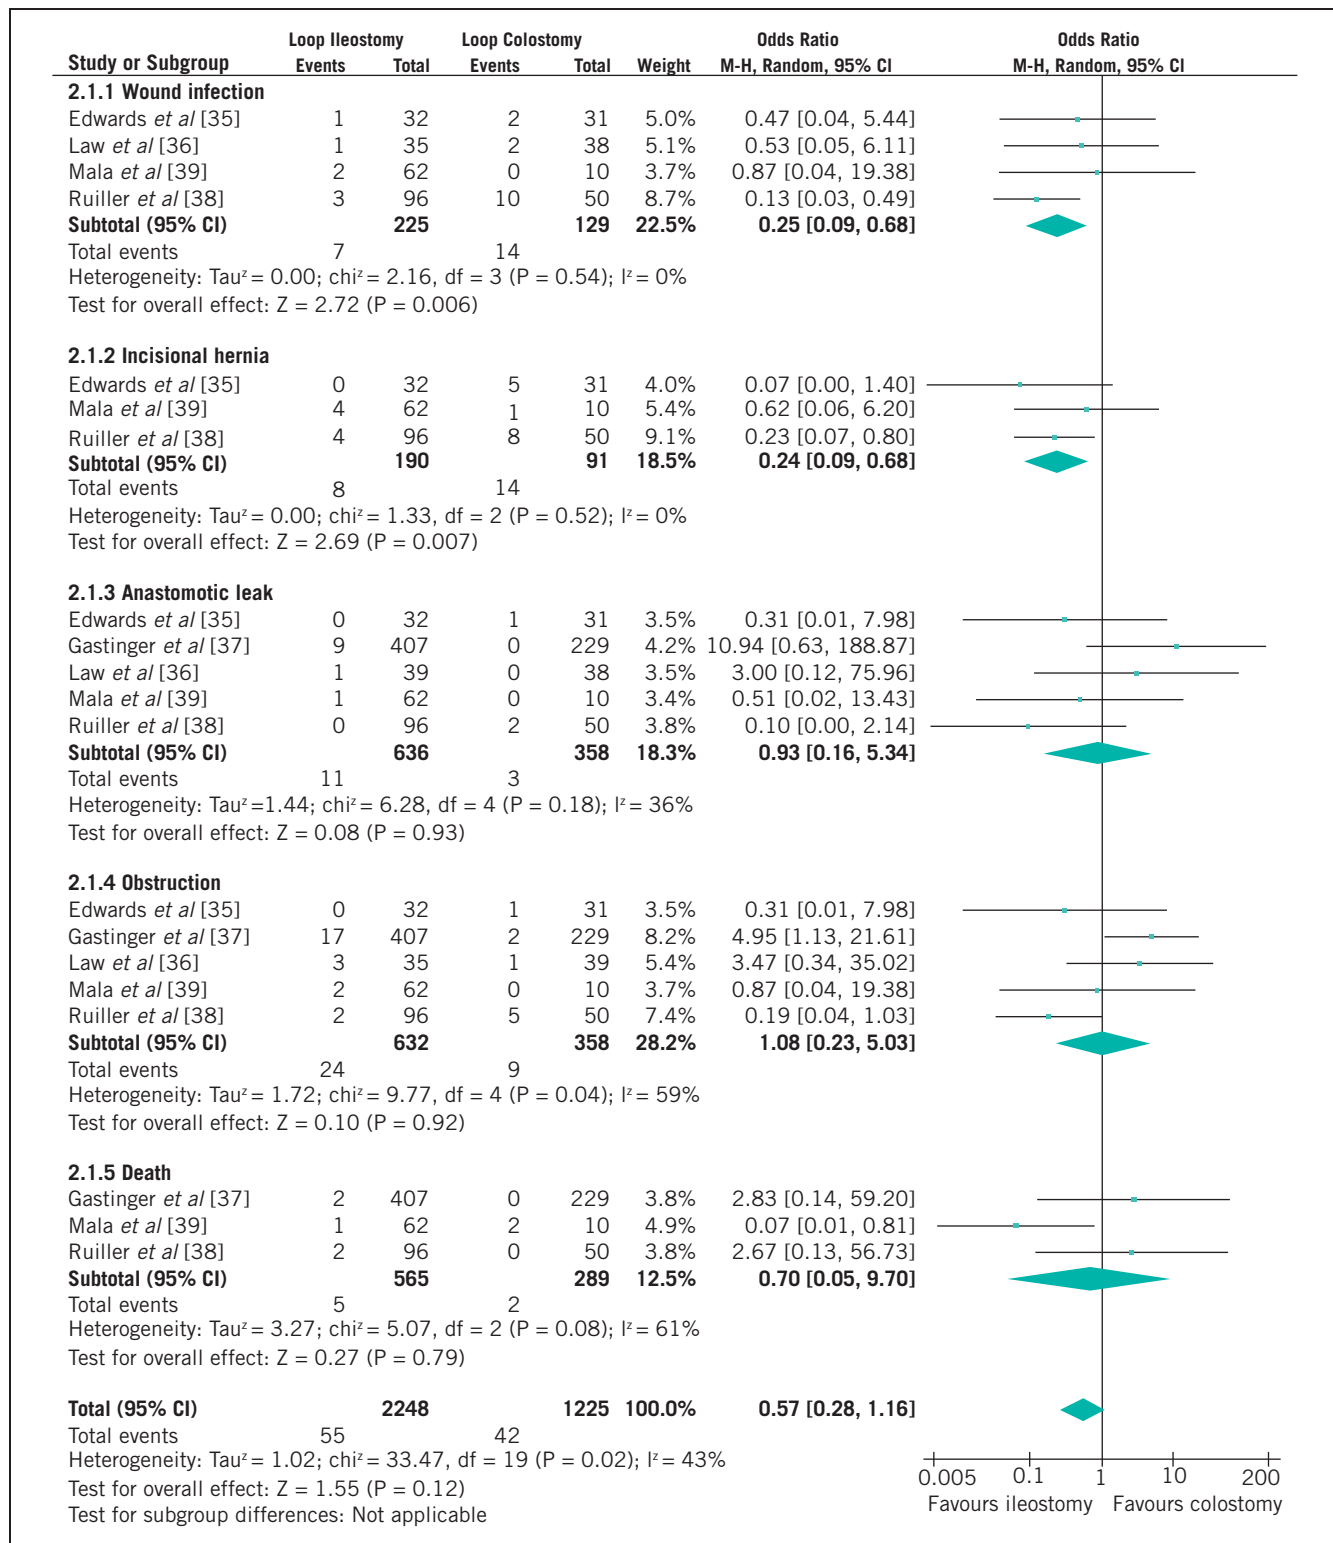 Loop Ileostomy Loop Colostomy Odds Ratio Odds Ratio
Study or Subgroup Events Total Events Total Weight M-H, Random, 95% CI M-H, Random, 95% CI
2.1.1 Wound infection
Edwards et al [35] 1 32 2 31 5.0% 0.47 [0.04, 5.44]
Law et al [36] 1 35 2 38 5.1% 0.53 [0.05, 6.11]
Mala et al [39] 2 62 0 10 3.7% 0.87 [0.04, 19.38]
Ruiller et al [38] 3 96 10 50 8.7% 0.13 [0.03, 0.49]
Subtotal (95% CI) 225 129 22.5% 0.25 [0.09, 0.68]
Total events 7 14
Heterogeneity: Tauᶻ = 0.00; chiᶻ = 2.16, df = 3 (P = 0.54); Iᶻ = 0%
Test for overall effect: Z = 2.72 (P = 0.006)
2.1.2 Incisional hernia
Edwards et al [35] 0 32 5 31 4.0% 0.07 [0.00, 1.40]
Mala et al [39] 4 62 1 10 5.4% 0.62 [0.06, 6.20]
Ruiller et al [38] 4 96 8 50 9.1% 0.23 [0.07, 0.80]
Subtotal (95% CI) 190 91 18.5% 0.24 [0.09, 0.68]
Total events 8 14
Heterogeneity: Tauᶻ = 0.00; chiᶻ = 1.33, df = 2 (P = 0.52); Iᶻ = 0%
Test for overall effect: Z = 2.69 (P = 0.007)
2.1.3 Anastomotic leak
Edwards et al [35] 0 32 1 31 3.5% 0.31 [0.01, 7.98]
Gastinger et al [37] 9 407 0 229 4.2% 10.94 [0.63, 188.87]
Law et al [36] 1 39 0 38 3.5% 3.00 [0.12, 75.96]
Mala et al [39] 1 62 0 10 3.4% 0.51 [0.02, 13.43]
Ruiller et al [38] 0 96 2 50 3.8% 0.10 [0.00, 2.14]
Subtotal (95% CI) 636 358 18.3% 0.93 [0.16, 5.34]
Total events 11 3
Heterogeneity: Tauᶻ =1.44; chiᶻ = 6.28, df = 4 (P = 0.18); Iᶻ = 36%
Test for overall effect: Z = 0.08 (P = 0.93)
2.1.4 Obstruction
Edwards et al [35] 0 32 1 31 3.5% 0.31 [0.01, 7.98]
Gastinger et al [37] 17 407 2 229 8.2% 4.95 [1.13, 21.61]
Law et al [36] 3 35 1 39 5.4% 3.47 [0.34, 35.02]
Mala et al [39] 2 62 0 10 3.7% 0.87 [0.04, 19.38]
Ruiller et al [38] 2 96 5 50 7.4% 0.19 [0.04, 1.03]
Subtotal (95% CI) 632 358 28.2% 1.08 [0.23, 5.03]
Total events 24 9
Heterogeneity: Tauᶻ = 1.72; chiᶻ = 9.77, df = 4 (P = 0.04); Iᶻ = 59%
Test for overall effect: Z = 0.10 (P = 0.92)
2.1.5 Death
Gastinger et al [37] 2 407 0 229 3.8% 2.83 [0.14, 59.20]
Mala et al [39] 1 62 2 10 4.9% 0.07 [0.01, 0.81]
Ruiller et al [38] 2 96 0 50 3.8% 2.67 [0.13, 56.73]
Subtotal (95% CI) 565 289 12.5% 0.70 [0.05, 9.70]
Total events 5 2
Heterogeneity: Tauᶻ = 3.27; chiᶻ = 5.07, df = 2 (P = 0.08); Iᶻ = 61%
Test for overall effect: Z = 0.27 (P = 0.79)
Total (95% CI) 2248 1225 100.0% 0.57 [0.28, 1.16]
Total events 55 42
Heterogeneity: Tauᶻ = 1.02; chiᶻ = 33.47, df = 19 (P = 0.02); Iᶻ = 43%
Test for overall effect: Z = 1.55 (P = 0.12)
Test for subgroup differences: Not applicable
0.005 0.1 1 10 200
Favours ileostomy Favours colostomy